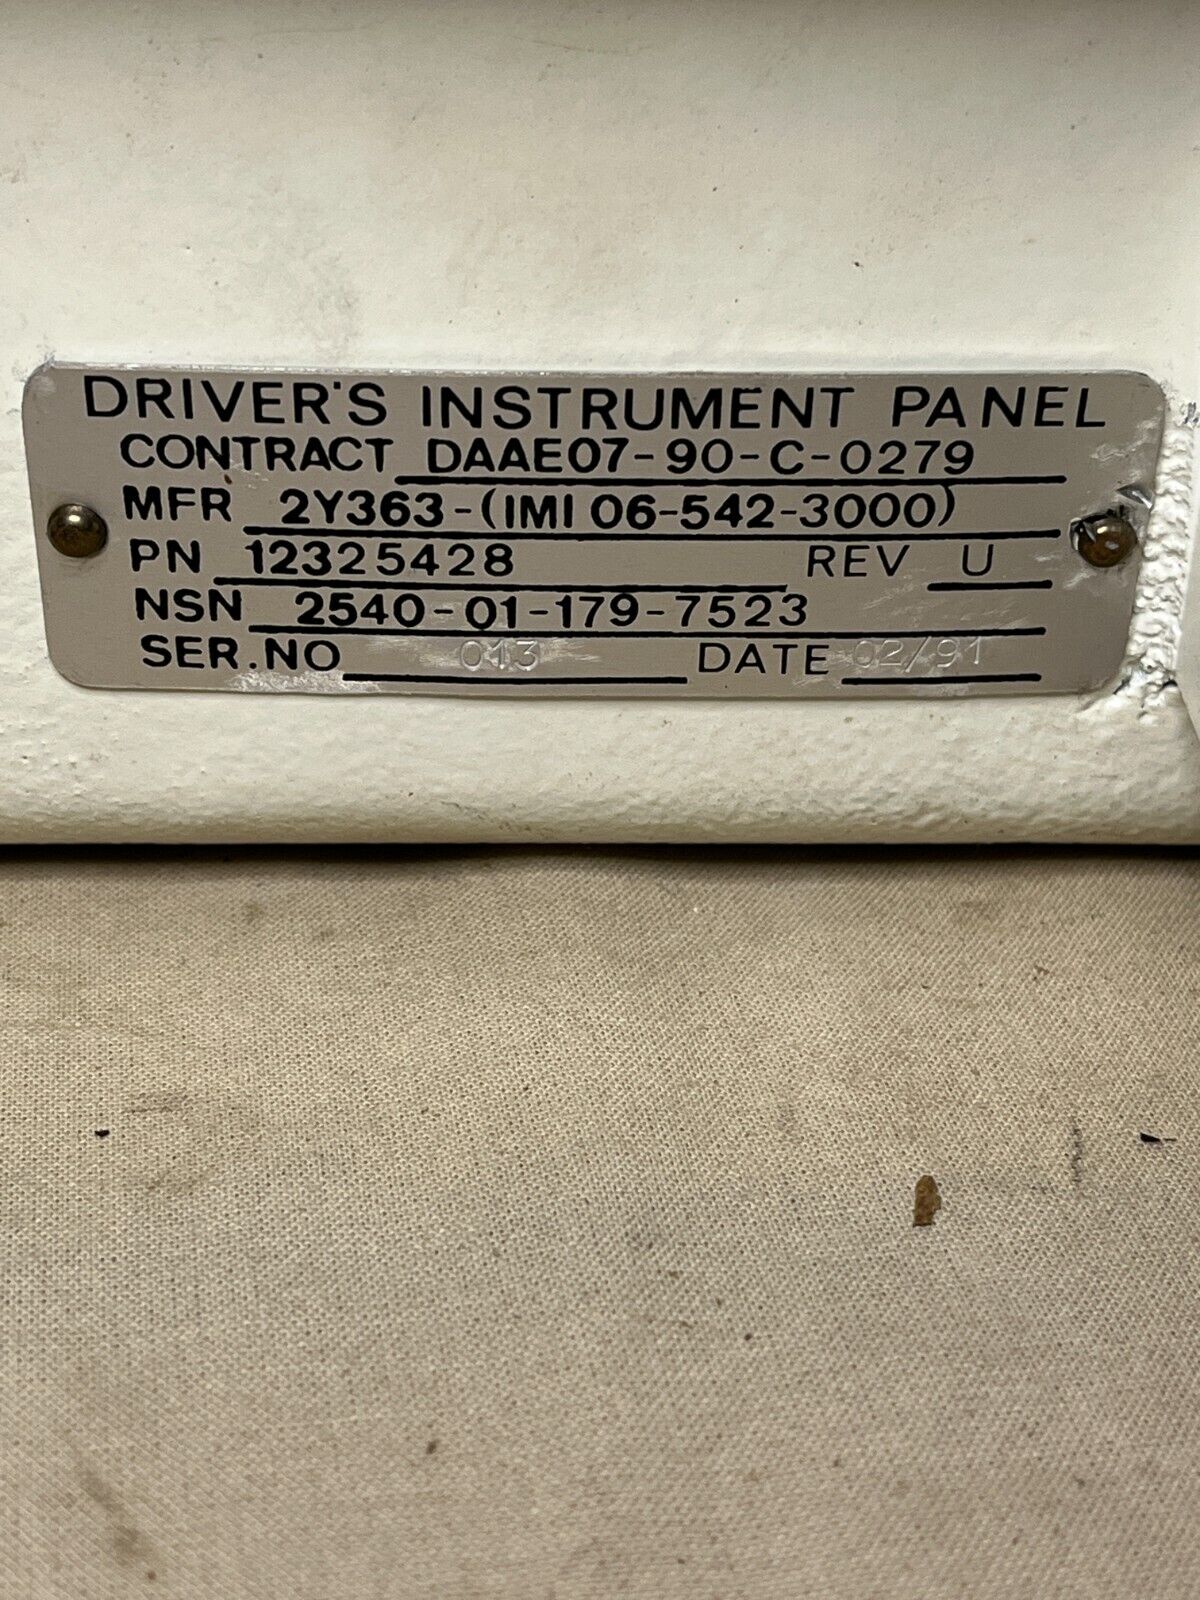 DRIVER'S INSTRUMENT PANEL
CONTRACT DAAE07-90-C-0279
MFR 2Y363-(IMI 06-542-3000)
PN 12325428 REV U
NSN 2540-01-179-7523
SER.NO 013 DATE 02/91